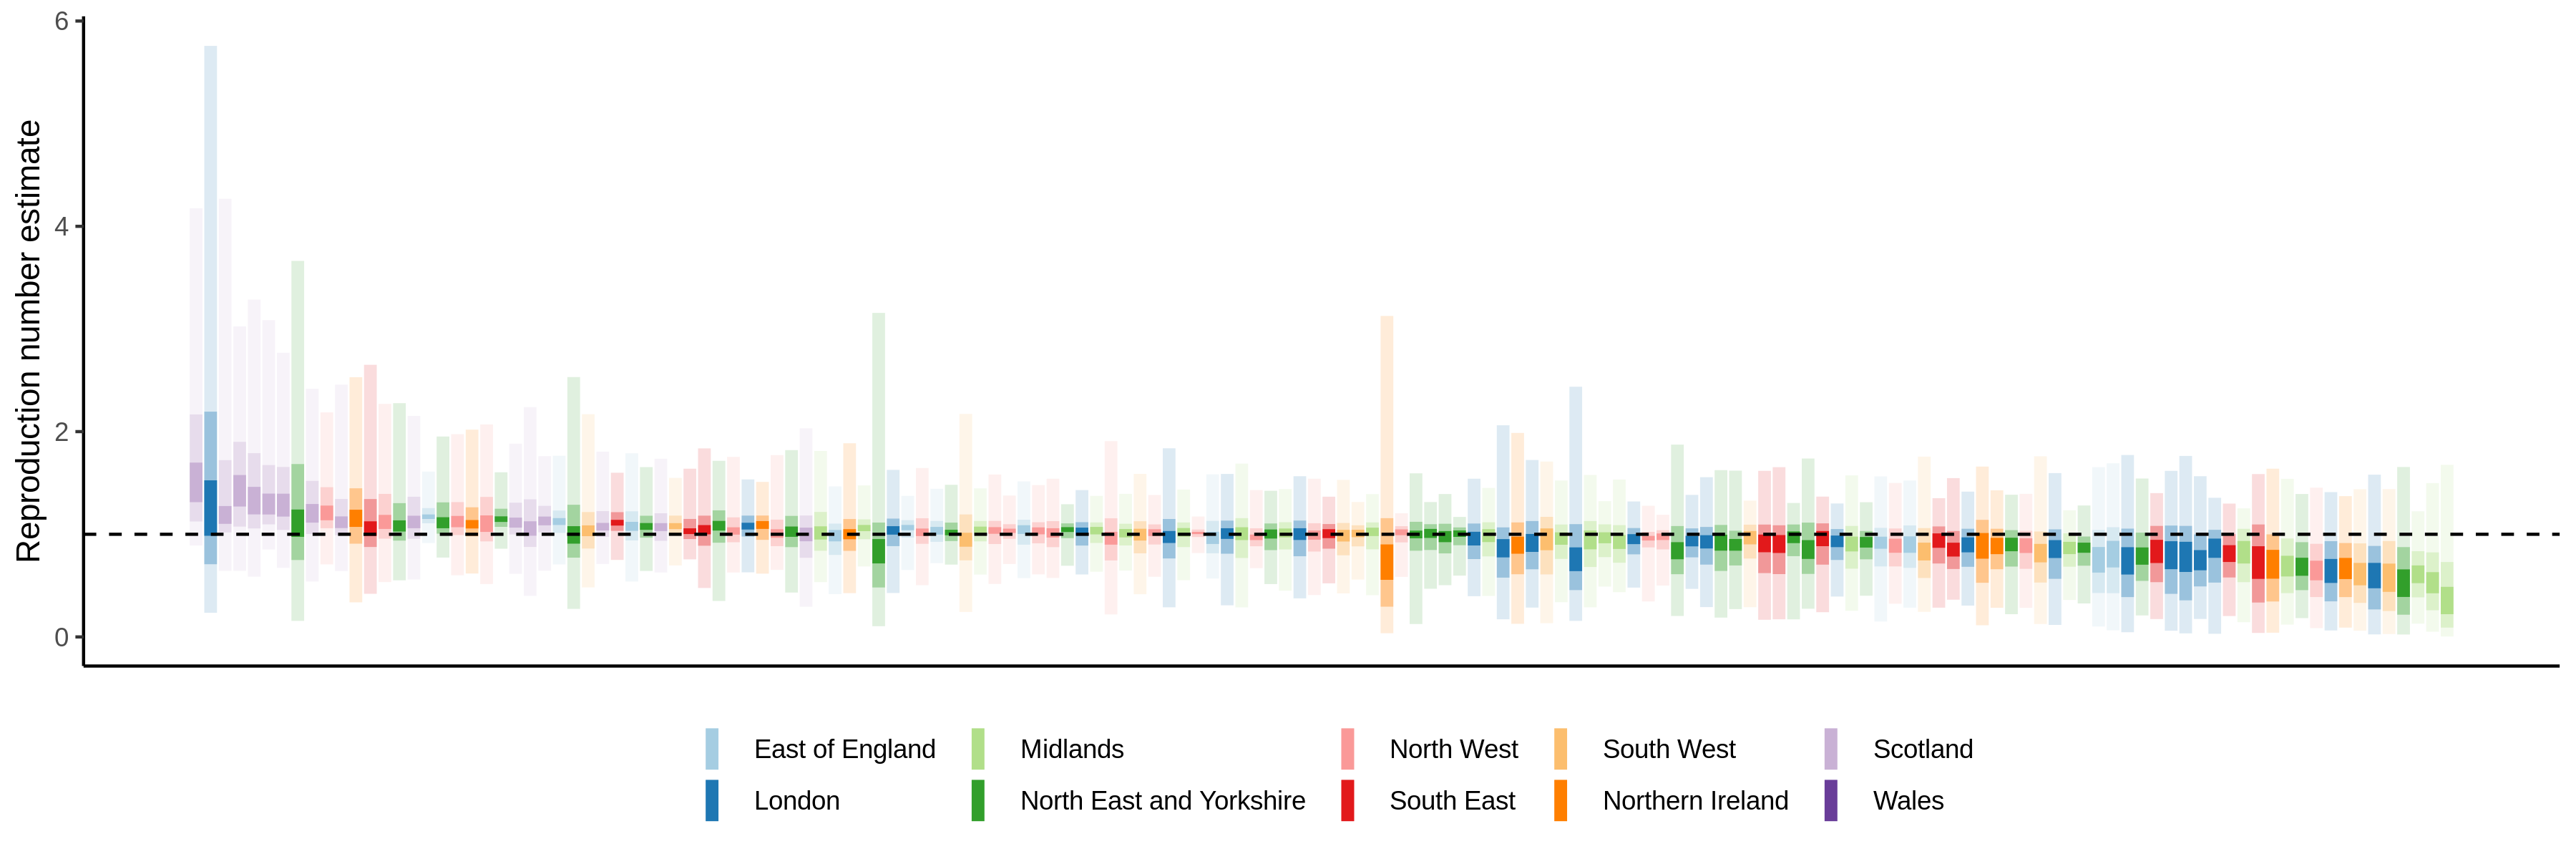 Reproduction number estimate
6
4
2
0
East of England
Midlands
North West
South West
Scotland
London
North East and Yorkshire
South East
Northern Ireland
Wales